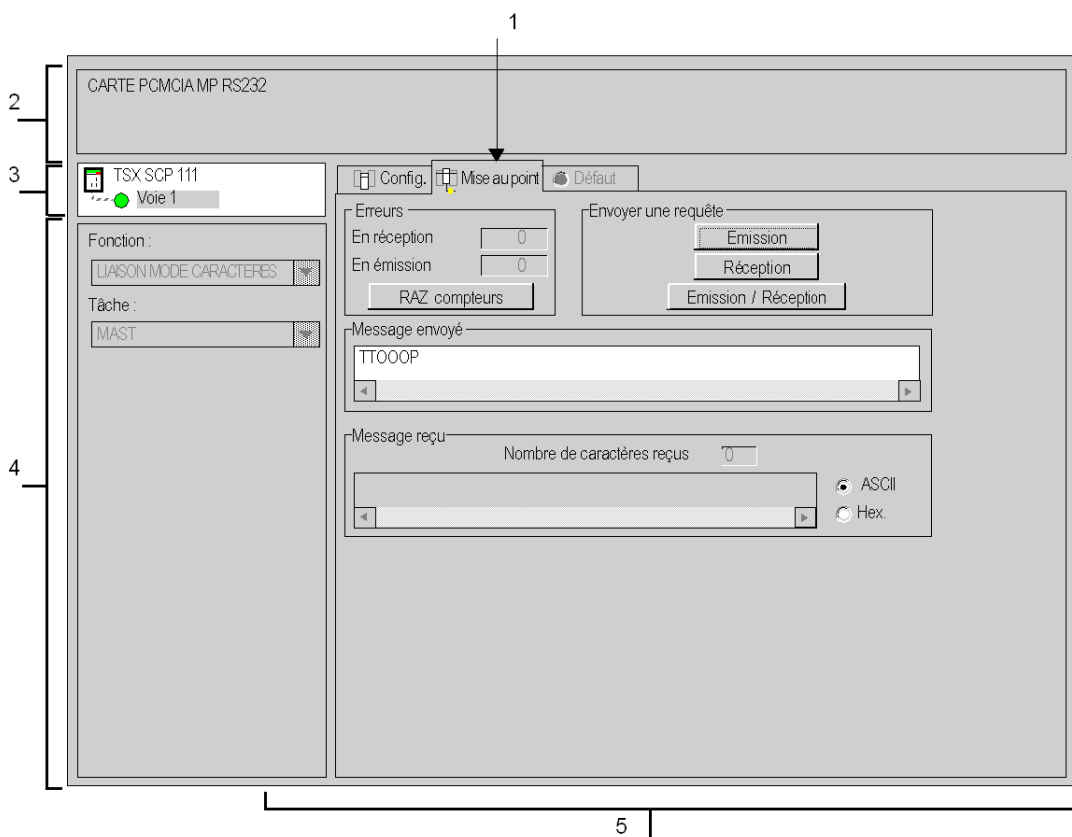 1
2
CARTE PCMCIA MP RS232
3
TSX SCP 111
Voie 1
Config.
Mise au point
Défaut
4
Fonction :
LIAISON MODE CARACTERES
Tâche :
MAST
Erreurs
En réception 0
En émission 0
RAZ compteurs
Envoyer une requête
Emission
Réception
Emission / Réception
Message envoyé
TTOOOP
Message reçu
Nombre de caractères reçus 0
ASCII
Hex.
5